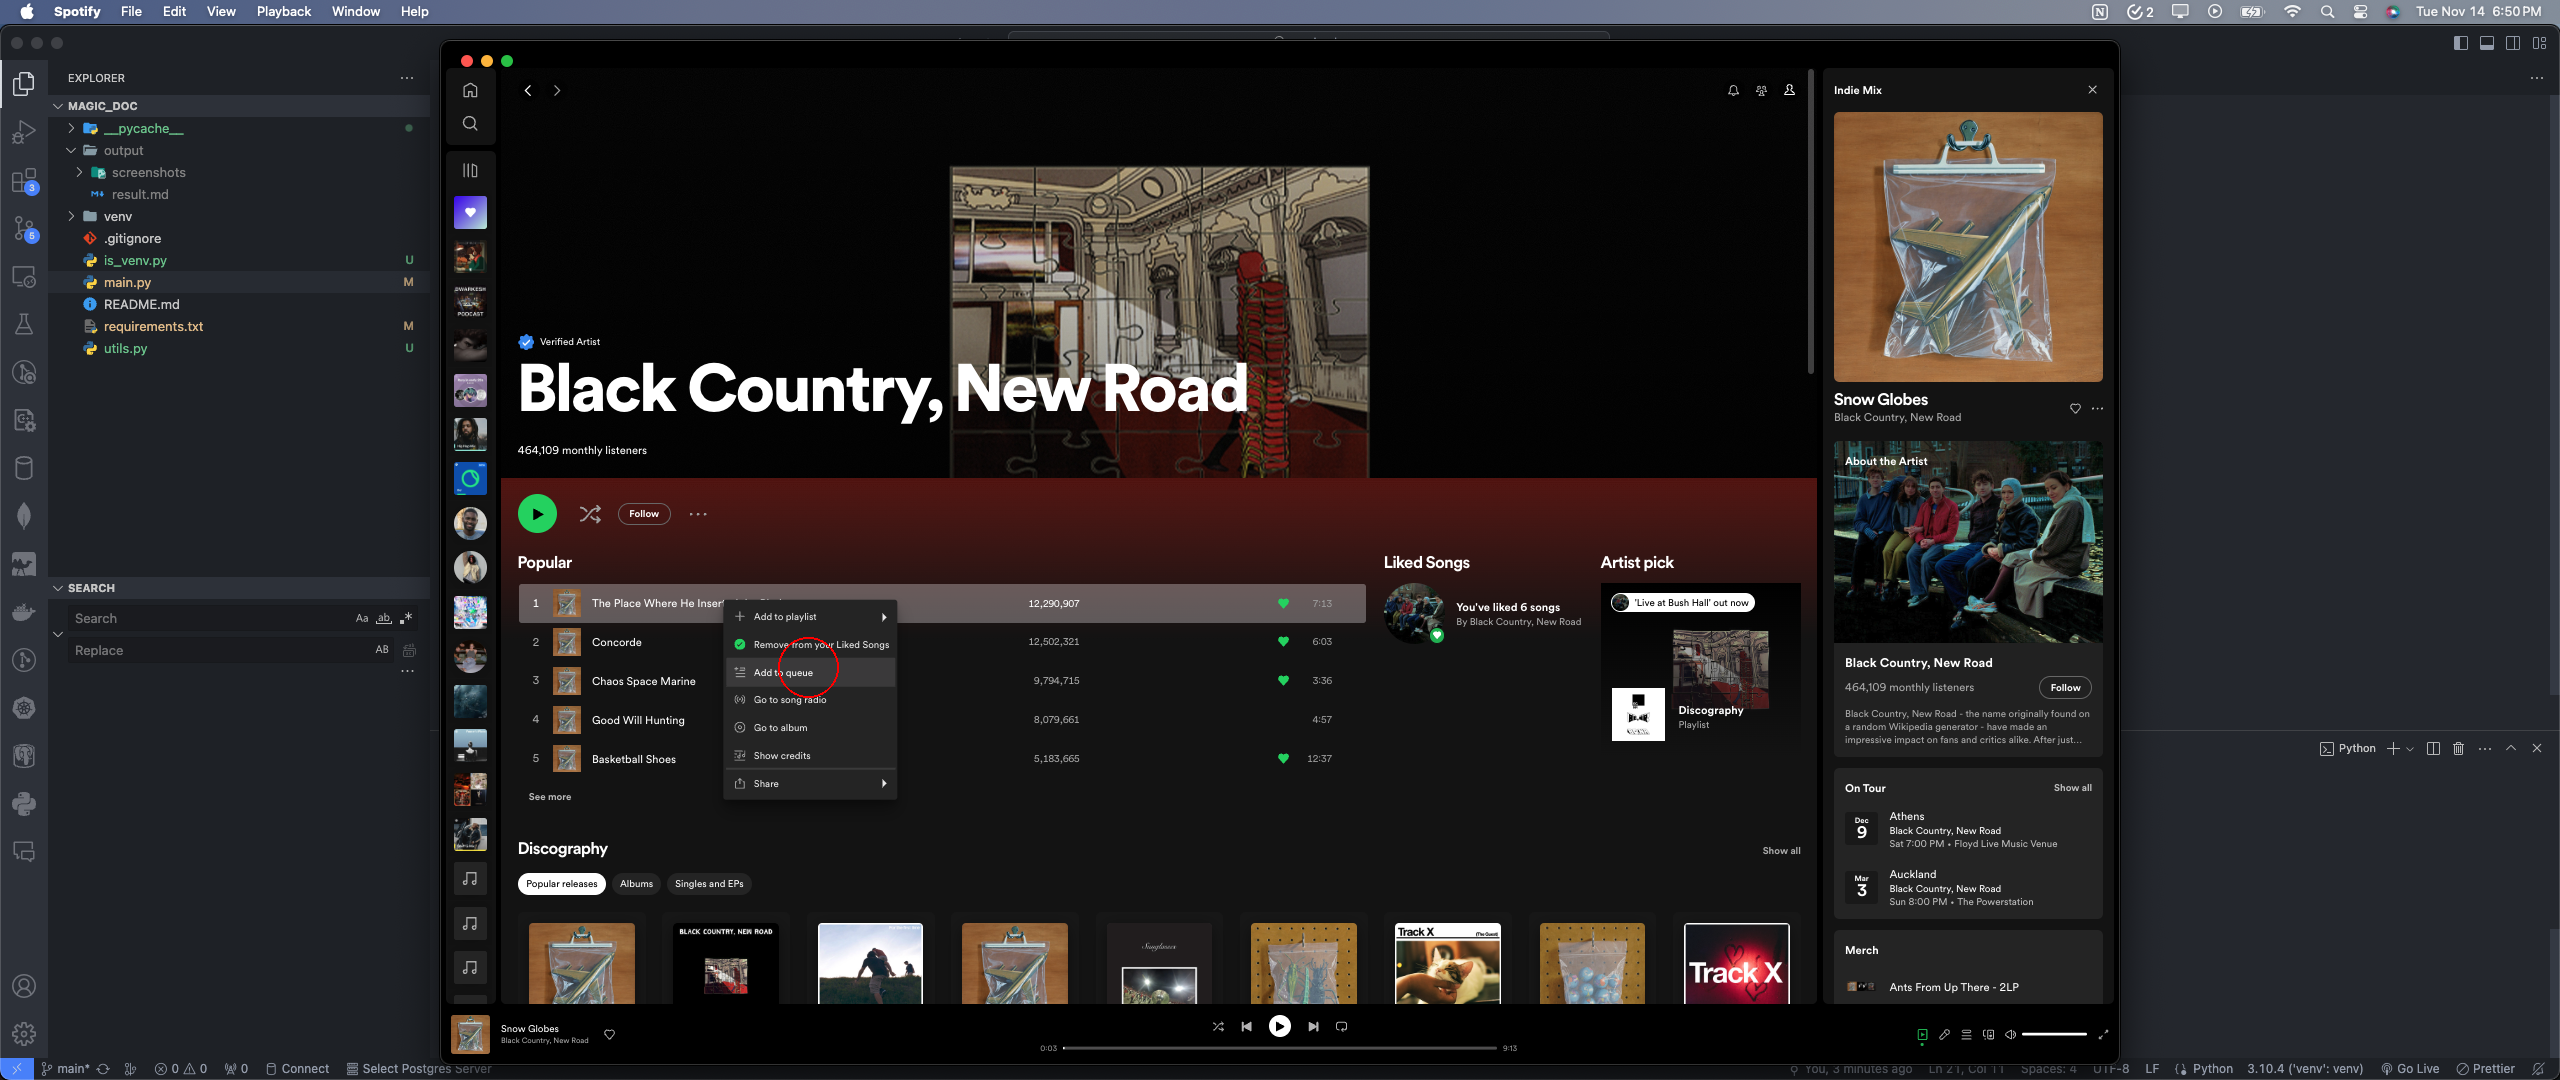 Spotify File Edit View Playback Window Help
2 Tue Nov 14 6:50 PM
EXPLORER
MAGIC_DOC
__pycache__
output
screenshots
result.md
venv
.gitignore
is_venv.py U
main.py M
README.md
requirements.txt M
utils.py U
3
5
SEARCH
Search Aa ab
Replace AB
Verified Artist
Black Country, New Road
464,109 monthly listeners
Follow
Popular
1 The Place Where He Inser 12,290,907 7:13
2 Concorde 12,502,321 6:03
3 Chaos Space Marine 9,794,715 3:36
4 Good Will Hunting 8,079,661 4:57
5 Basketball Shoes 5,183,665 12:37
See more
Add to playlist
Remove from your Liked Songs
Add to queue
Go to song radio
Go to album
Show credits
Share
Liked Songs
You've liked 6 songs
By Black Country, New Road
Artist pick
'Live at Bush Hall' out now
Discography
Playlist
Discography
Show all
Popular releases Albums Singles and EPs
BLACK COUNTRY, NEW ROAD
Track X
Track X
DWARKESH
PODCAST
Indie Mix
Snow Globes
Black Country, New Road
About the Artist
Black Country, New Road
464,109 monthly listeners
Follow
Black Country, New Road - the name originally found on
a random Wikipedia generator - have made an
impressive impact on fans and critics alike. After just...
On Tour Show all
Dec
9
Athens
Black Country, New Road
Sat 7:00 PM • Floyd Live Music Venue
Mar
3
Auckland
Black Country, New Road
Sun 8:00 PM • The Powerstation
Merch
Ants From Up There - 2LP
Snow Globes
Black Country, New Road
0:03 9:13
Python
main* 0 0 0 Connect Select Postgres Server
You, 3 minutes ago Ln 21, Col 11 Spaces: 4 UTF-8 LF Python 3.10.4 ('venv': venv) Go Live Prettier